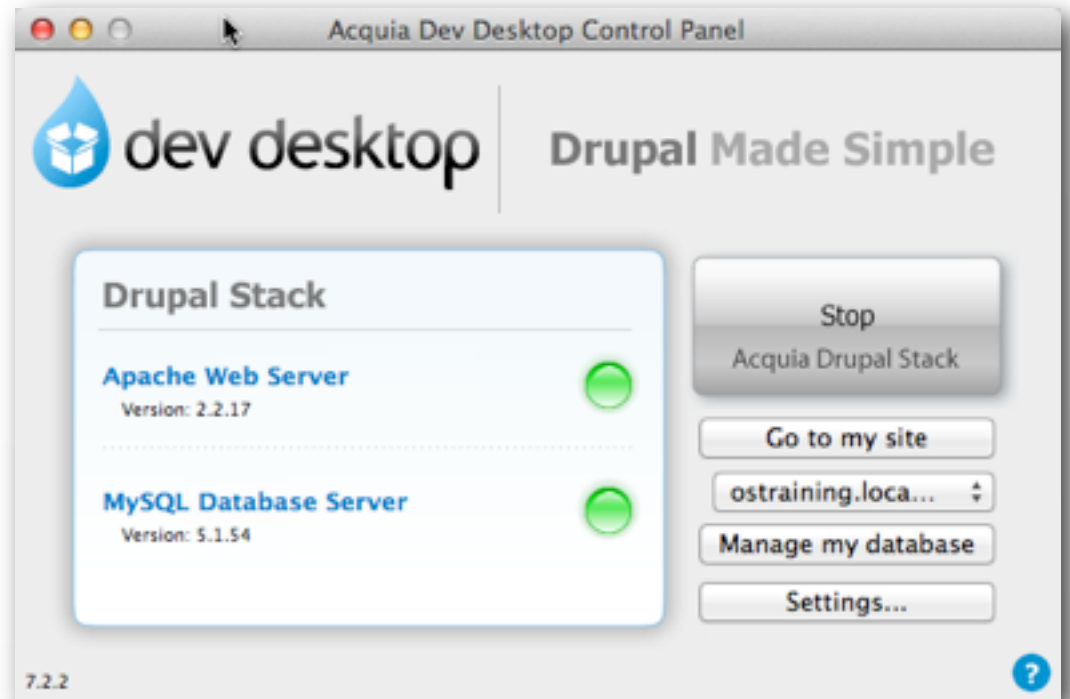 Acquia Dev Desktop Control Panel
dev desktop
Drupal Made Simple
Drupal Stack
Apache Web Server
Version: 2.2.17
MySQL Database Server
Version: 5.1.54
Stop
Acquia Drupal Stack
Go to my site
ostraining.loca...
Manage my database
Settings...
7.2.2
?